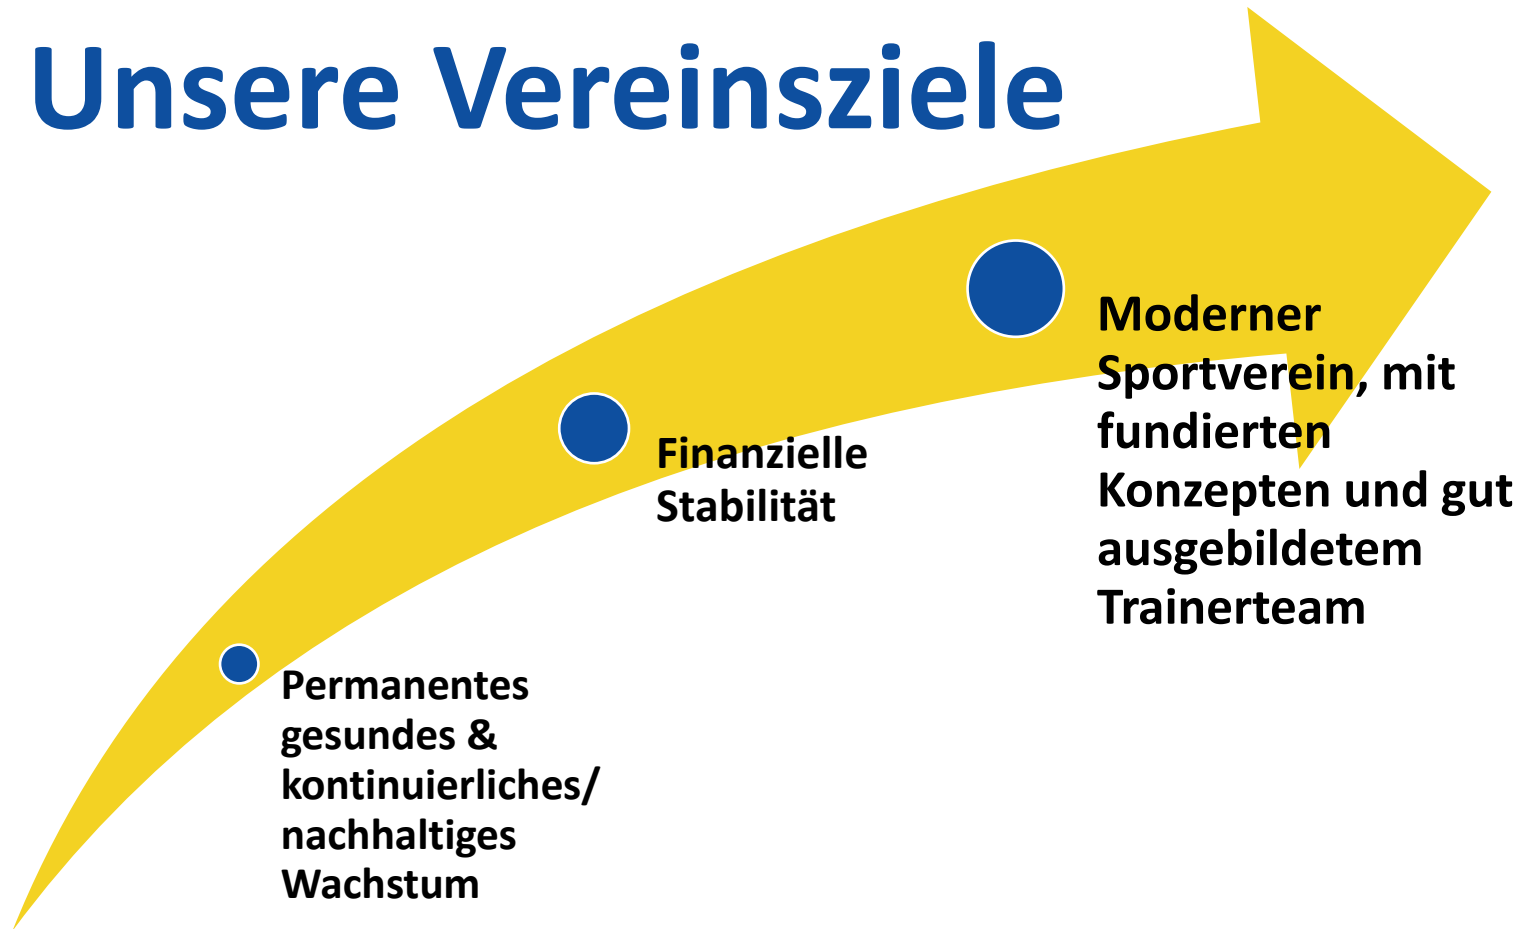 Unsere Vereinsziele
Moderner
Sportverein, mit
fundierten
Konzepten und gut
ausgebildetem
Trainerteam
Finanzielle
Stabilität
Permanentes
gesundes &
kontinuierliches/
nachhaltiges
Wachstum